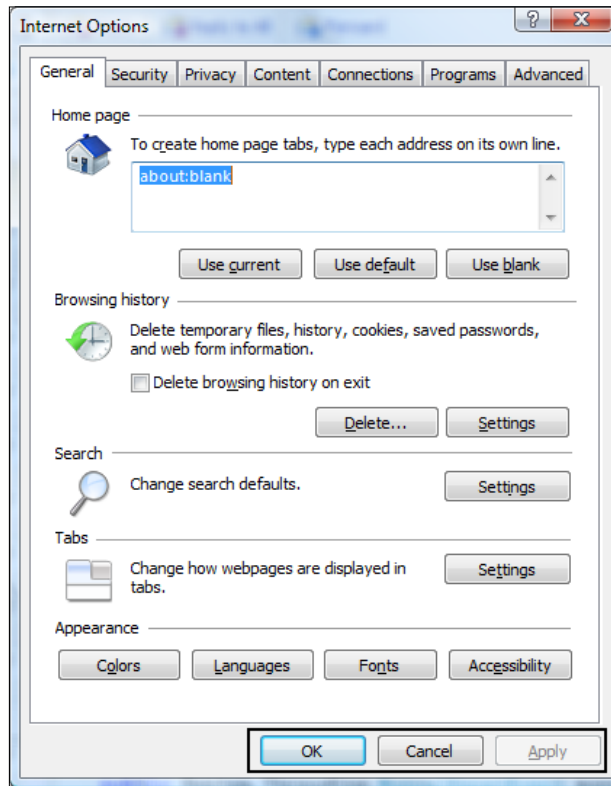 Internet Options
General Security Privacy Content Connections Programs Advanced
Home page
To create home page tabs, type each address on its own line.
about:blank
Use current Use default Use blank
Browsing history
Delete temporary files, history, cookies, saved passwords,
and web form information.
Delete browsing history on exit
Delete... Settings
Search
Change search defaults.
Settings
Tabs
Change how webpages are displayed in
tabs.
Settings
Appearance
Colors Languages Fonts Accessibility
OK Cancel Apply